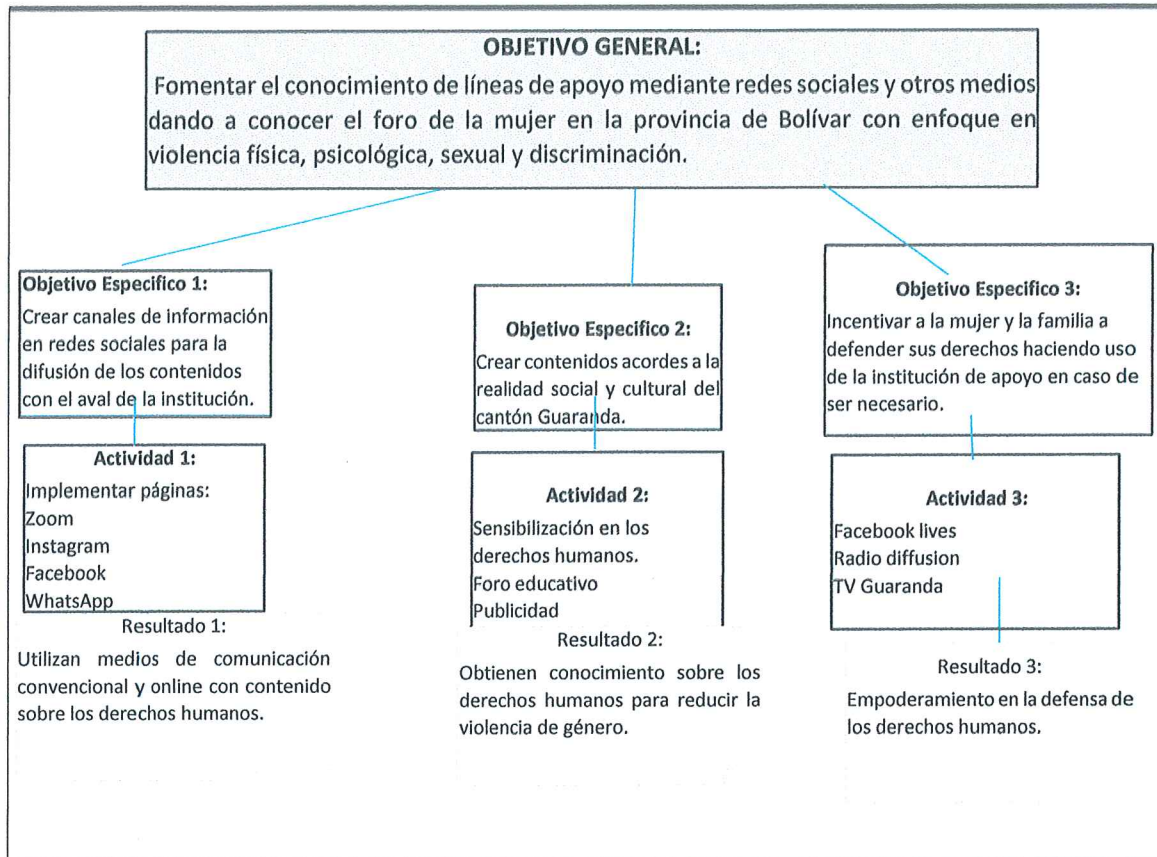 OBJETIVO GENERAL:
Fomentar el conocimiento de líneas de apoyo mediante redes sociales y otros medios
dando a conocer el foro de la mujer en la provincia de Bolívar con enfoque en
violencia física, psicológica, sexual y discriminación.
Objetivo Especifico 1:
Crear canales de información
en redes sociales para la
difusión de los contenidos
con el aval de la institución.
Actividad 1:
Implementar páginas:
Zoom
Instagram
Facebook
WhatsApp
Resultado 1:
Utilizan medios de comunicación
convencional y online con contenido
sobre los derechos humanos.
Objetivo Especifico 2:
Crear contenidos acordes a la
realidad social y cultural del
cantón Guaranda.
Actividad 2:
Sensibilización en los
derechos humanos.
Foro educativo
Publicidad
Resultado 2:
Obtienen conocimiento sobre los
derechos humanos para reducir la
violencia de género.
Objetivo Especifico 3:
Incentivar a la mujer y la familia a
defender sus derechos haciendo uso
de la institución de apoyo en caso de
ser necesario.
Actividad 3:
Facebook lives
Radio diffusion
TV Guaranda
Resultado 3:
Empoderamiento en la defensa de
los derechos humanos.